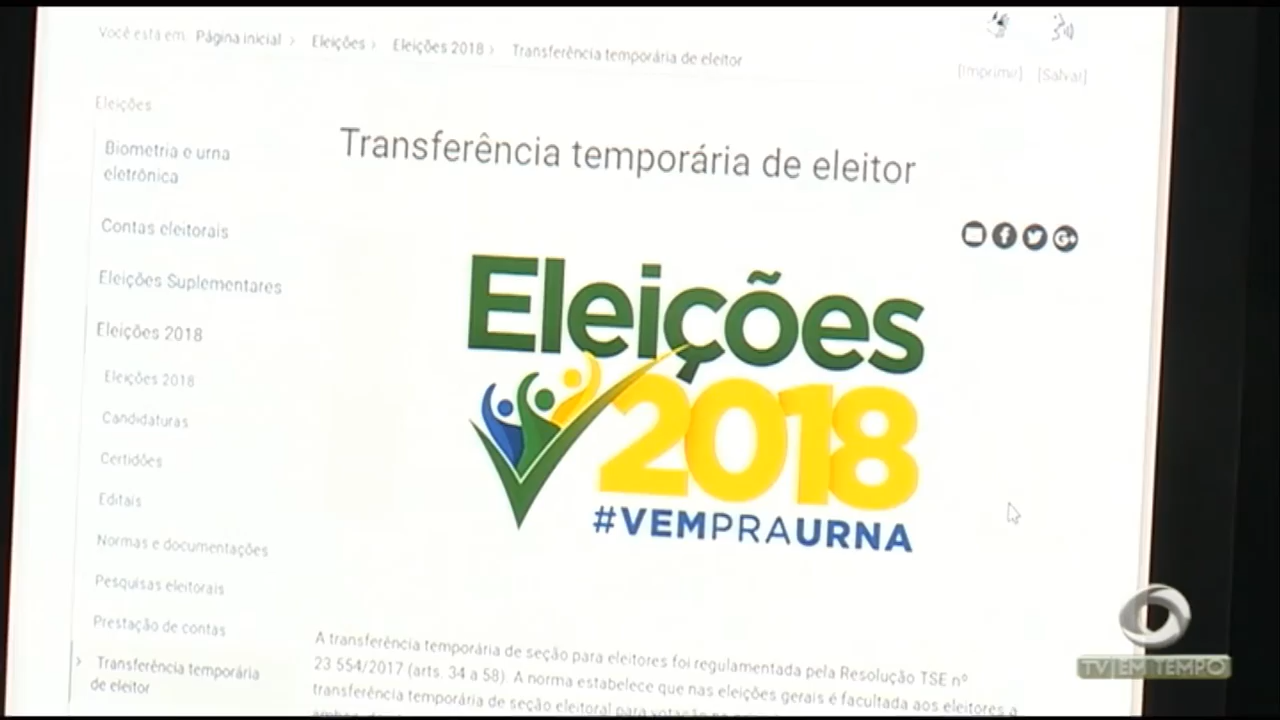 Você está em: Página inicial > Eleições > Eleições 2018 > Transferência temporária de eleitor
[Imprimir] [Salvar]
Eleições
Biometria e urna
eletrônica
Contas eleitorais
Eleições Suplementares
Eleições 2018
Eleições 2018
Candidaturas
Certidões
Editais
Normas e documentações
Pesquisas eleitorais
Prestação de contas
> Transferência temporária
de eleitor
Transferência temporária de eleitor
Eleições
2018
#VEMPRAURNA
A transferência temporária de seção para eleitores foi regulamentada pela Resolução TSE nº
23.554/2017 (arts. 34 a 58). A norma estabelece que nas eleições gerais é facultada aos eleitores a
transferência temporária de seção eleitoral para votação no
TV EM TEMPO